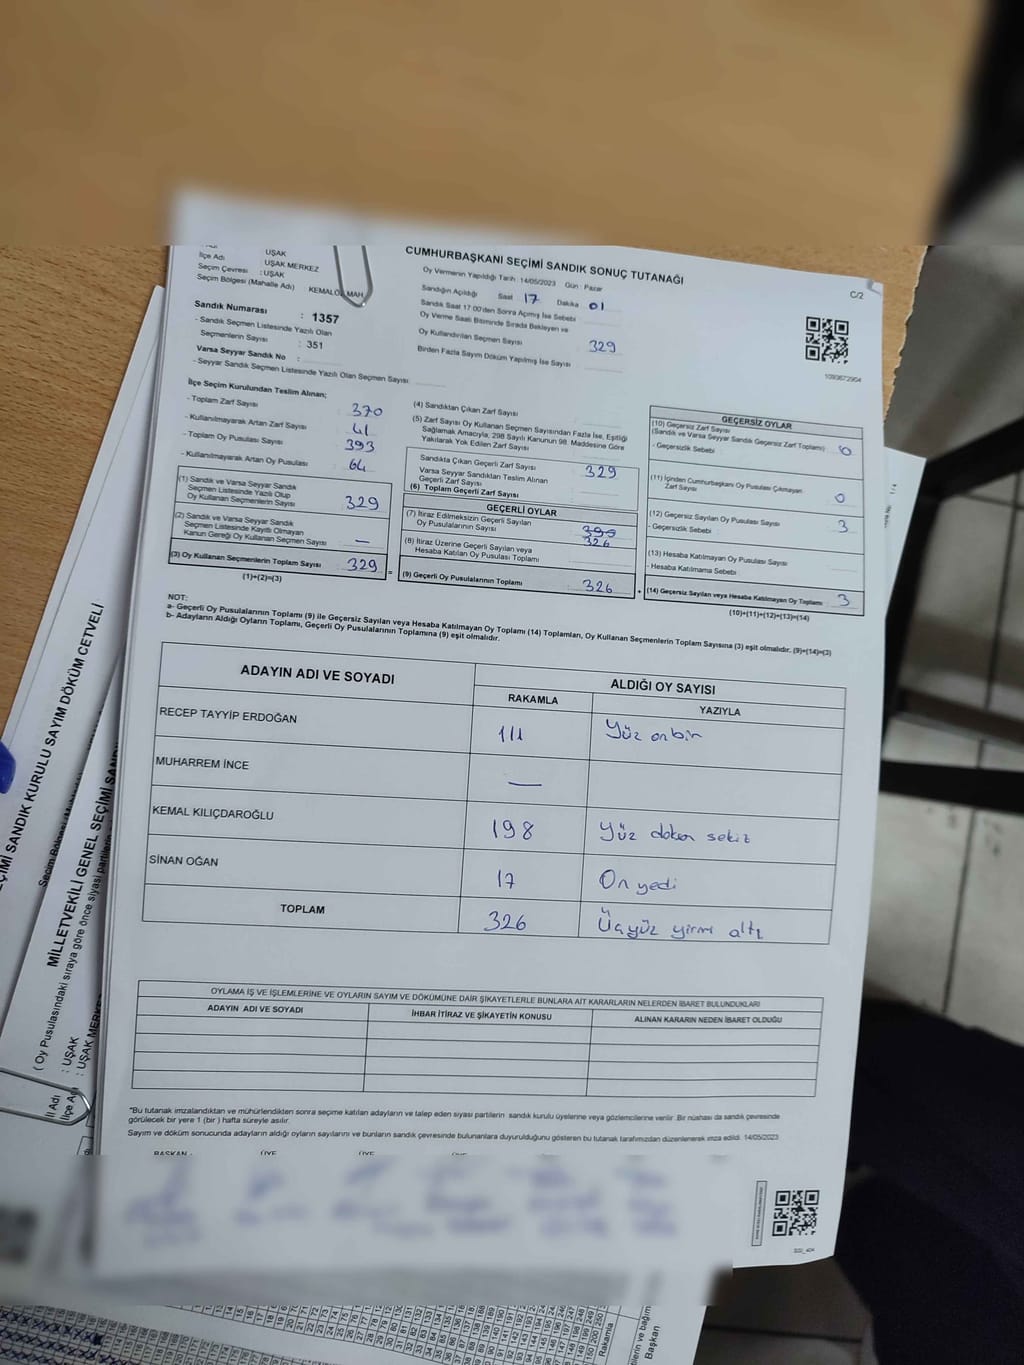 CUMHURBAŞKANI SEÇİMİ SANDIK SONUÇ TUTANAĞI
C/2
: UŞAK
İlçe Adı : UŞAK MERKEZ
Seçim Çevresi : UŞAK
Seçim Bölgesi (Mahalle Adı) : KEMALÖZ MAH
Oy Vermenin Yapıldığı Tarih :14/05/2023 Gün : Pazar
Sandığın Açıldığı Saat 17 Dakika 01
Sandık Saat 17:00'den Sonra Açmış İse Sebebi
Oy Verme Saati Bitiminde Sırada Bekleyen ve
Oy Kullandırılan Seçmen Sayısı 329
Birden Fazla Sayım Döküm Yapılmış İse Sayısı
1093672904
Sandık Numarası : 1357
- Sandık Seçmen Listesinde Yazılı Olan
Seçmenlerin Sayısı : 351
Varsa Seyyar Sandık No :
- Seyyar Sandık Seçmen Listesinde Yazılı Olan Seçmen Sayısı
İlçe Seçim Kurulundan Teslim Alınan;
- Toplam Zarf Sayısı 370
- Kullanılmayarak Artan Zarf Sayısı 41
- Toplam Oy Pusulası Sayısı 393
- Kullanılmayarak Artan Oy Pusulası 64
(1) Sandık ve Varsa Seyyar Sandık
Seçmen Listesinde Yazılı Olup
Oy Kullanan Seçmenlerin Sayısı 329
(2) Sandık ve Varsa Seyyar Sandık
Seçmen Listesinde Kayıtlı Olmayan
Kanun Gereği Oy Kullanan Seçmen Sayısı —
(3) Oy Kullanan Seçmenlerin Toplam Sayısı : 329
(1)+(2)=(3)
(4) Sandıktan Çıkan Zarf Sayısı
(5) Zarf Sayısı Oy Kullanan Seçmen Sayısından Fazla İse, Eşitliği
Sağlamak Amacıyla, 298 Sayılı Kanunun 98. Maddesine Göre
Yakılarak Yok Edilen Zarf Sayısı
Sandıkta Çıkan Geçerli Zarf Sayısı : 329
Varsa Seyyar Sandıktan Teslim Alınan
Geçerli Zarf Sayısı
(6) Toplam Geçerli Zarf Sayısı
GEÇERLİ OYLAR
(7) İtiraz Edilmeksizin Geçerli Sayılan
Oy Pusulalarının Sayısı 326
(8) İtiraz Üzerine Geçerli Sayılan veya
Hesaba Katılan Oy Pusulası Toplamı
= (9) Geçerli Oy Pusulalarının Toplamı : 326
GEÇERSİZ OYLAR
(10) Geçersiz Zarf Sayısı
(Sandık ve Varsa Seyyar Sandık Geçersiz Zarf Toplamı) : 0
- Geçersizlik Sebebi
(11) İçinden Cumhurbaşkanı Oy Pusulası Çıkmayan
Zarf Sayısı 0
(12) Geçersiz Sayılan Oy Pusulası Sayısı : 3
- Geçersizlik Sebebi
(13) Hesaba Katılmayan Oy Pusulası Sayısı
- Hesaba Katılmama Sebebi
+ (14) Geçersiz Sayılan veya Hesaba Katılmayan Oy Toplamı : 3
(10)+(11)+(12)+(13)=(14)
NOT:
a- Geçerli Oy Pusulalarının Toplamı (9) ile Geçersiz Sayılan veya Hesaba Katılmayan Oy Toplamı (14) Toplamları, Oy Kullanan Seçmenlerin Toplam Sayısına (3) eşit olmalıdır. (9)+(14)=(3)
b- Adayların Aldığı Oyların Toplamı, Geçerli Oy Pusulalarının Toplamına (9) eşit olmalıdır.
ADAYIN ADI VE SOYADI
ALDIĞI OY SAYISI
RAKAMLA
YAZIYLA
RECEP TAYYİP ERDOĞAN 111 Yüz onbir
MUHARREM İNCE —
KEMAL KILIÇDAROĞLU 198 Yüz doksan sekiz
SİNAN OĞAN 17 On yedi
TOPLAM 326 Üçyüz yirmi altı
OYLAMA İŞ VE İŞLEMLERİNE VE OYLARIN SAYIM VE DÖKÜMÜNE DAİR ŞİKAYETLERLE BUNLARA AİT KARARLARIN NELERDEN İBARET BULUNDUKLARI
ADAYIN ADI VE SOYADI
İHBAR İTİRAZ VE ŞİKAYETİN KONUSU
ALINAN KARARIN NEDEN İBARET OLDUĞU
"Bu tutanak imzalandıktan ve mühürlendikten sonra seçime katılan adayların ve talep eden siyasi partilerin sandık kurulu üyelerine veya gözlemcilerine verilir. Bir nüshası da sandık çevresinde
görülecek bir yere 1 (bir ) hafta süreyle asılır.
Sayım ve döküm sonucunda adayların aldığı oyların sayılarını ve bunların sandık çevresinde bulunanlara duyurulduğunu gösteren bu tutanak tarafımızdan düzenlenerek imza edildi. 14/05/2023
BAŞKAN
ÜYE
ÜYE
SANDIK KURULU SAYIM DÖKÜM CETVELİ
MİLLETVEKİLİ GENEL SEÇİMİ SAND
( Oy Pusulasındaki sıraya göre önce siyasi partilerin
İl Adı : UŞAK
İlçe Adı : UŞAK MERKE
Rakamla
Başkan